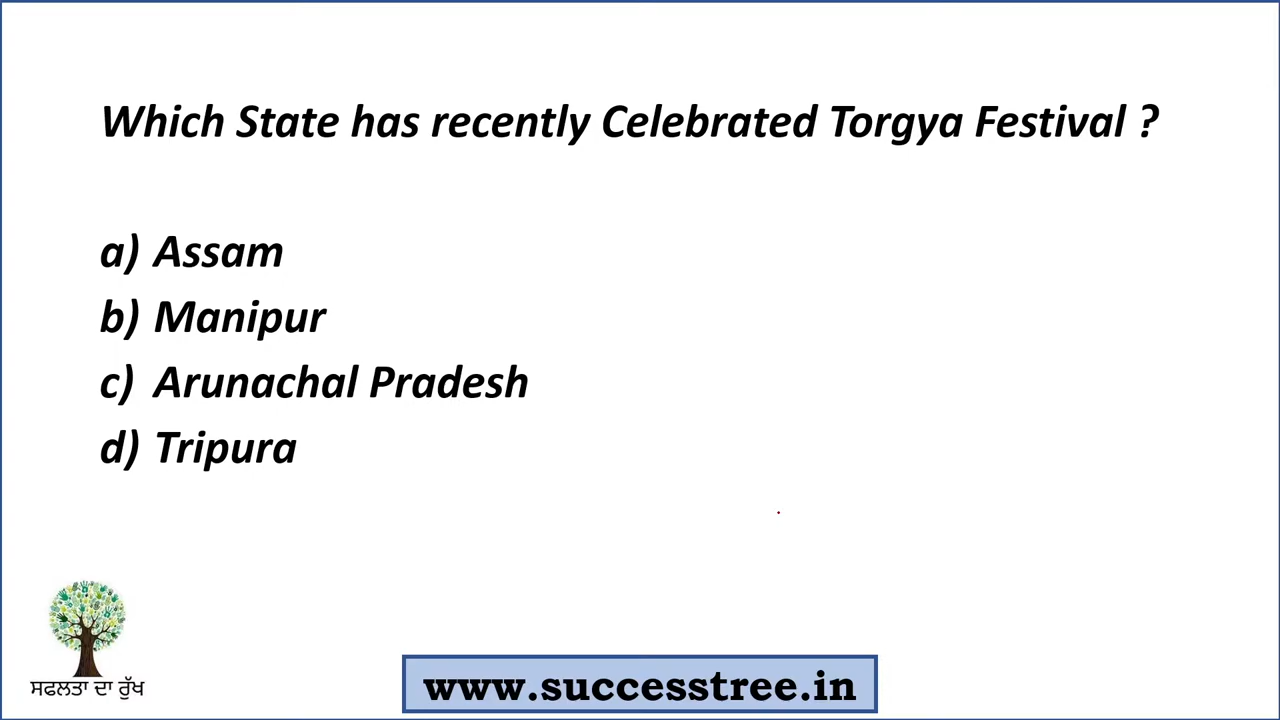 Which State has recently Celebrated Torgya Festival ?
a) Assam
b) Manipur
c) Arunachal Pradesh
d) Tripura
ਸਫਲਤਾ ਦਾ ਰੁੱਖ
www.successtree.in